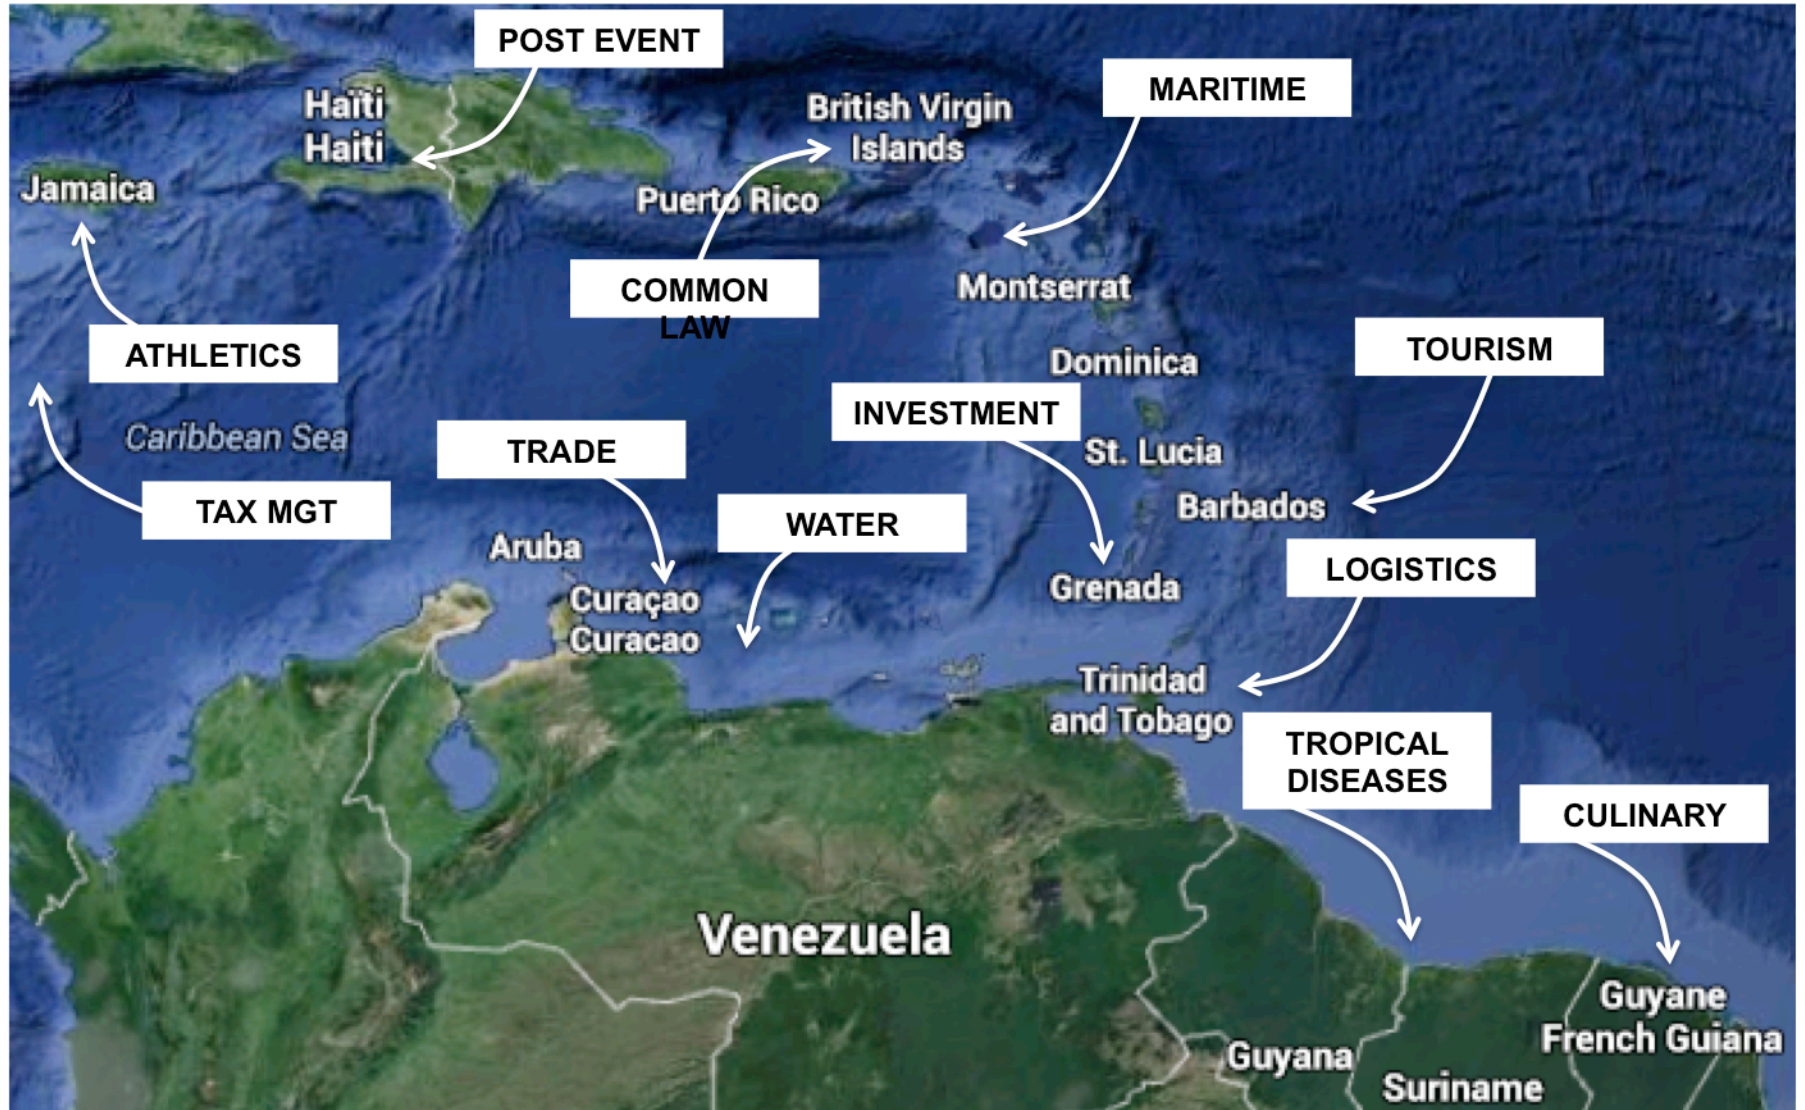 POST EVENT
MARITIME
Haïti
Haiti
British Virgin
Islands
Jamaica
Puerto Rico
COMMON
LAW
Montserrat
ATHLETICS
TOURISM
Dominica
INVESTMENT
Caribbean Sea
TRADE
St. Lucia
TAX MGT
WATER
Barbados
Aruba
LOGISTICS
Curaçao
Curacao
Grenada
Trinidad
and Tobago
TROPICAL
DISEASES
CULINARY
Venezuela
Guyane
French Guiana
Guyana
Suriname